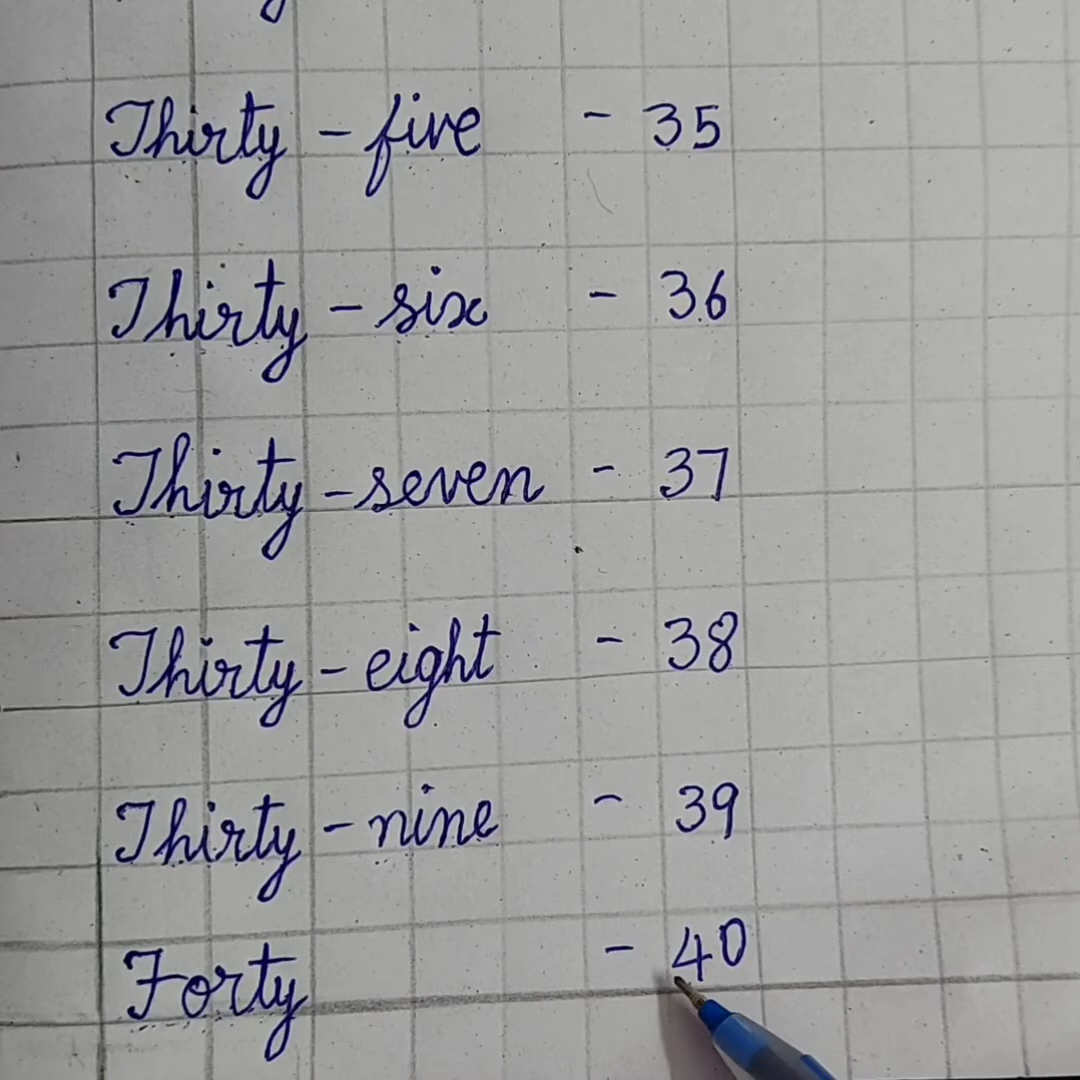 Thirty - five - 35
Thirty - six - 36
Thirty - seven - 37
Thirty - eight - 38
Thirty - nine - 39
Forty - 40